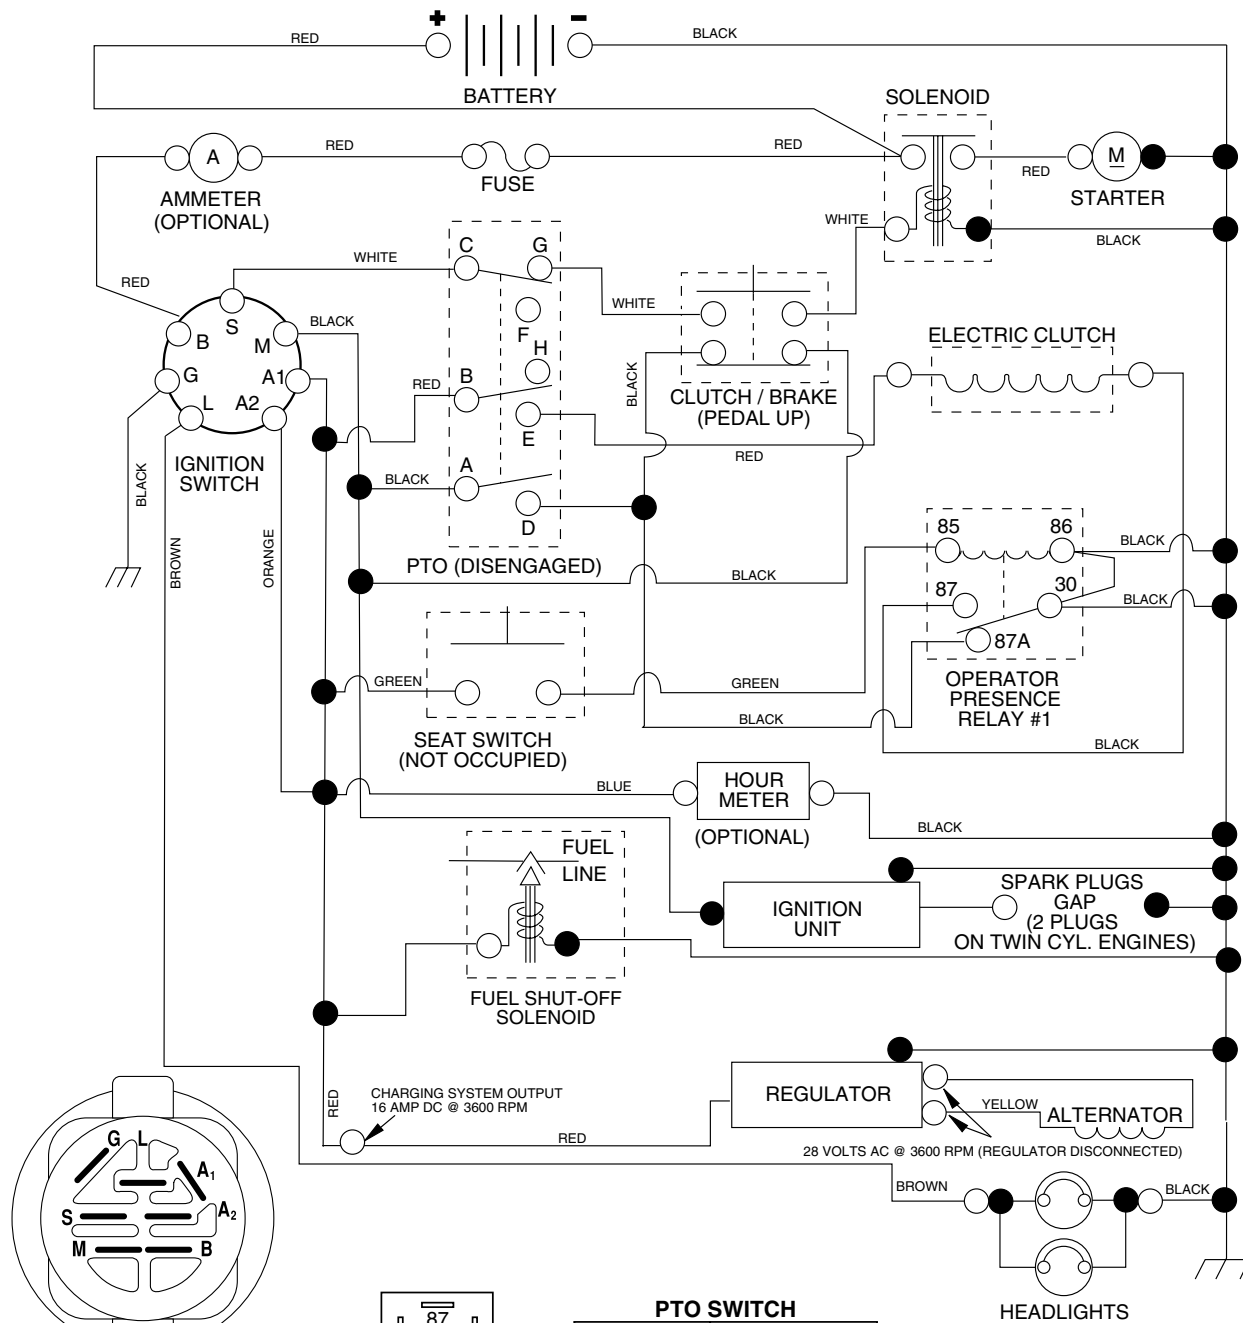 + -
RED
BLACK
BATTERY
SOLENOID
A
RED
RED
RED
M
AMMETER
(OPTIONAL)
FUSE
STARTER
WHITE
BLACK
C G
WHITE
RED
S
BLACK
WHITE
F
B
M
H
ELECTRIC CLUTCH
G
A1
RED
B
BLACK
CLUTCH / BRAKE
(PEDAL UP)
L
A2
E
RED
IGNITION
SWITCH
A
BLACK
BLACK
D
85 86
BROWN
ORANGE
BLACK
PTO (DISENGAGED)
BLACK
87 30
BLACK
87A
GREEN
GREEN
OPERATOR
PRESENCE
RELAY #1
BLACK
SEAT SWITCH
(NOT OCCUPIED)
BLACK
BLUE
HOUR
METER
(OPTIONAL)
BLACK
FUEL
LINE
IGNITION
UNIT
SPARK PLUGS
GAP
(2 PLUGS
ON TWIN CYL. ENGINES)
FUEL SHUT-OFF
SOLENOID
RED
CHARGING SYSTEM OUTPUT
16 AMP DC @ 3600 RPM
REGULATOR
YELLOW
ALTERNATOR
RED
28 VOLTS AC @ 3600 RPM (REGULATOR DISCONNECTED)
G L
A1
BROWN
BLACK
S
A2
M
B
HEADLIGHTS
87
PTO SWITCH